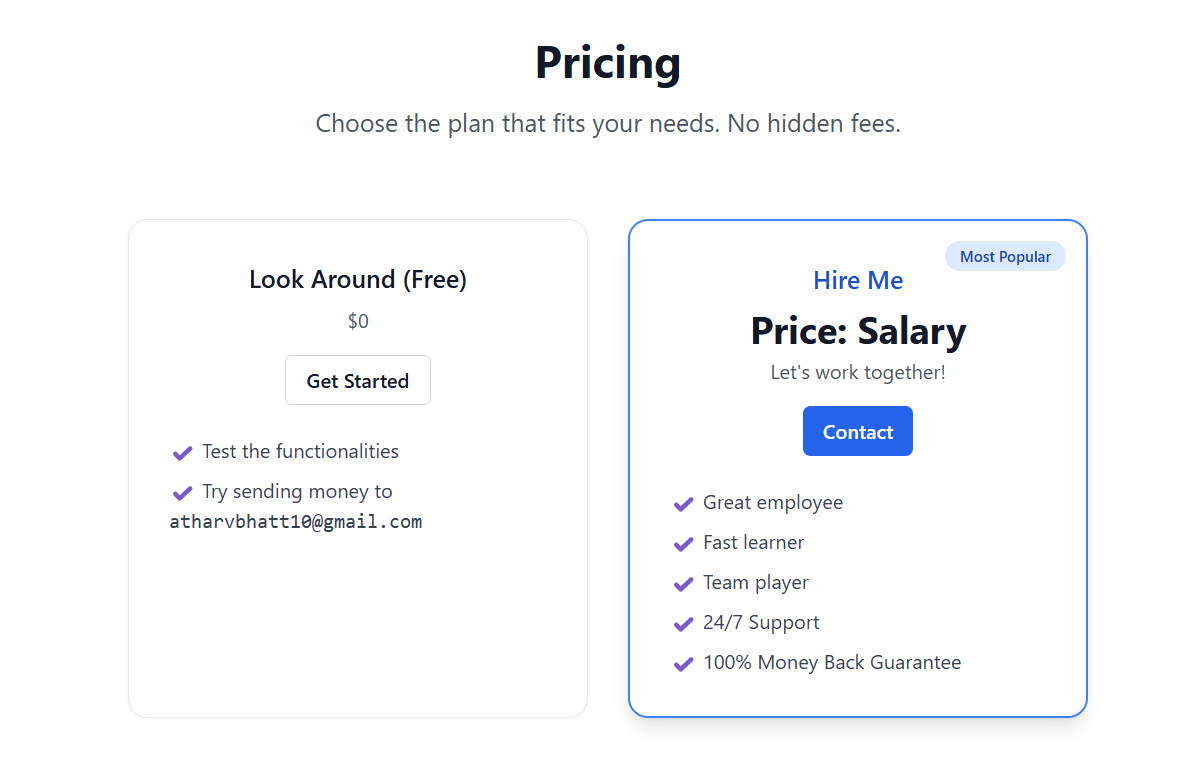 Pricing
Choose the plan that fits your needs. No hidden fees.
Look Around (Free)
$0
Get Started
✔ Test the functionalities
✔ Try sending money to
atharvbhatt10@gmail.com
Most Popular
Hire Me
Price: Salary
Let's work together!
Contact
✔ Great employee
✔ Fast learner
✔ Team player
✔ 24/7 Support
✔ 100% Money Back Guarantee